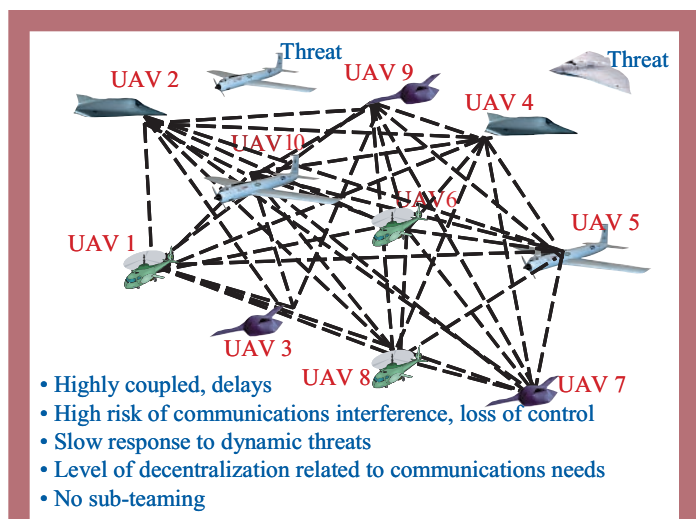 Threat
Threat
UAV 9
UAV 2
UAV 4
UAV 10
UAV6
UAV 5
UAV 1
UAV 3
UAV 8
UAV 7
• Highly coupled, delays
• High risk of communications interference, loss of control
• Slow response to dynamic threats
• Level of decentralization related to communications needs
• No sub-teaming